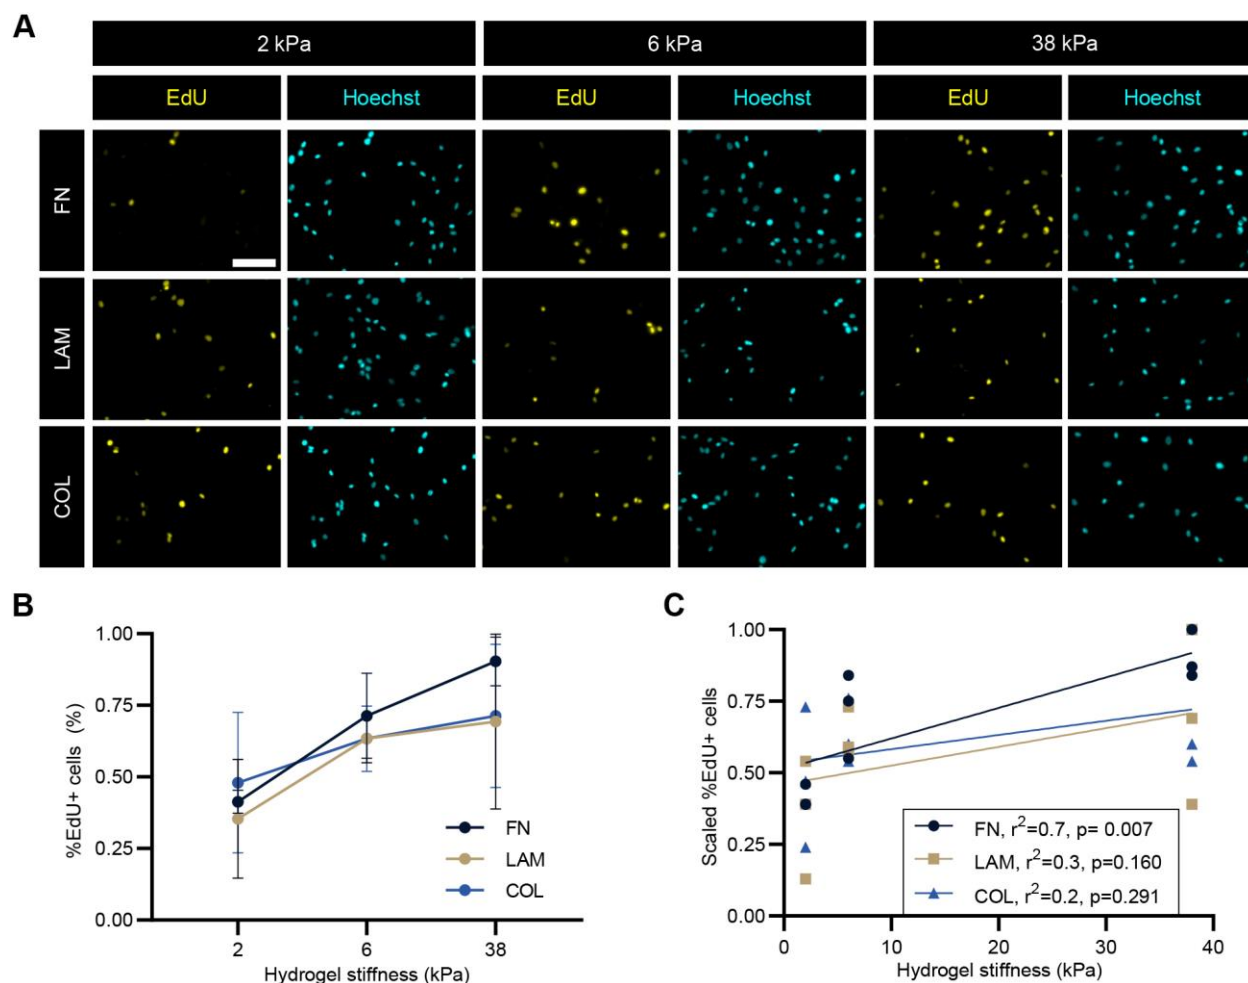 A
2 kPa 6 kPa 38 kPa
EdU Hoechst EdU Hoechst EdU Hoechst
FN
LAM
COL
B
%EdU+ cells (%)
1.00
0.75
0.50
0.25
0.00
FN
LAM
COL
2 6 38
Hydrogel stiffness (kPa)
C
Scaled %EdU+ cells
1.00
0.75
0.50
0.25
0.00
FN, r²=0.7, p= 0.007
LAM, r²=0.3, p=0.160
COL, r²=0.2, p=0.291
0 10 20 30 40
Hydrogel stiffness (kPa)